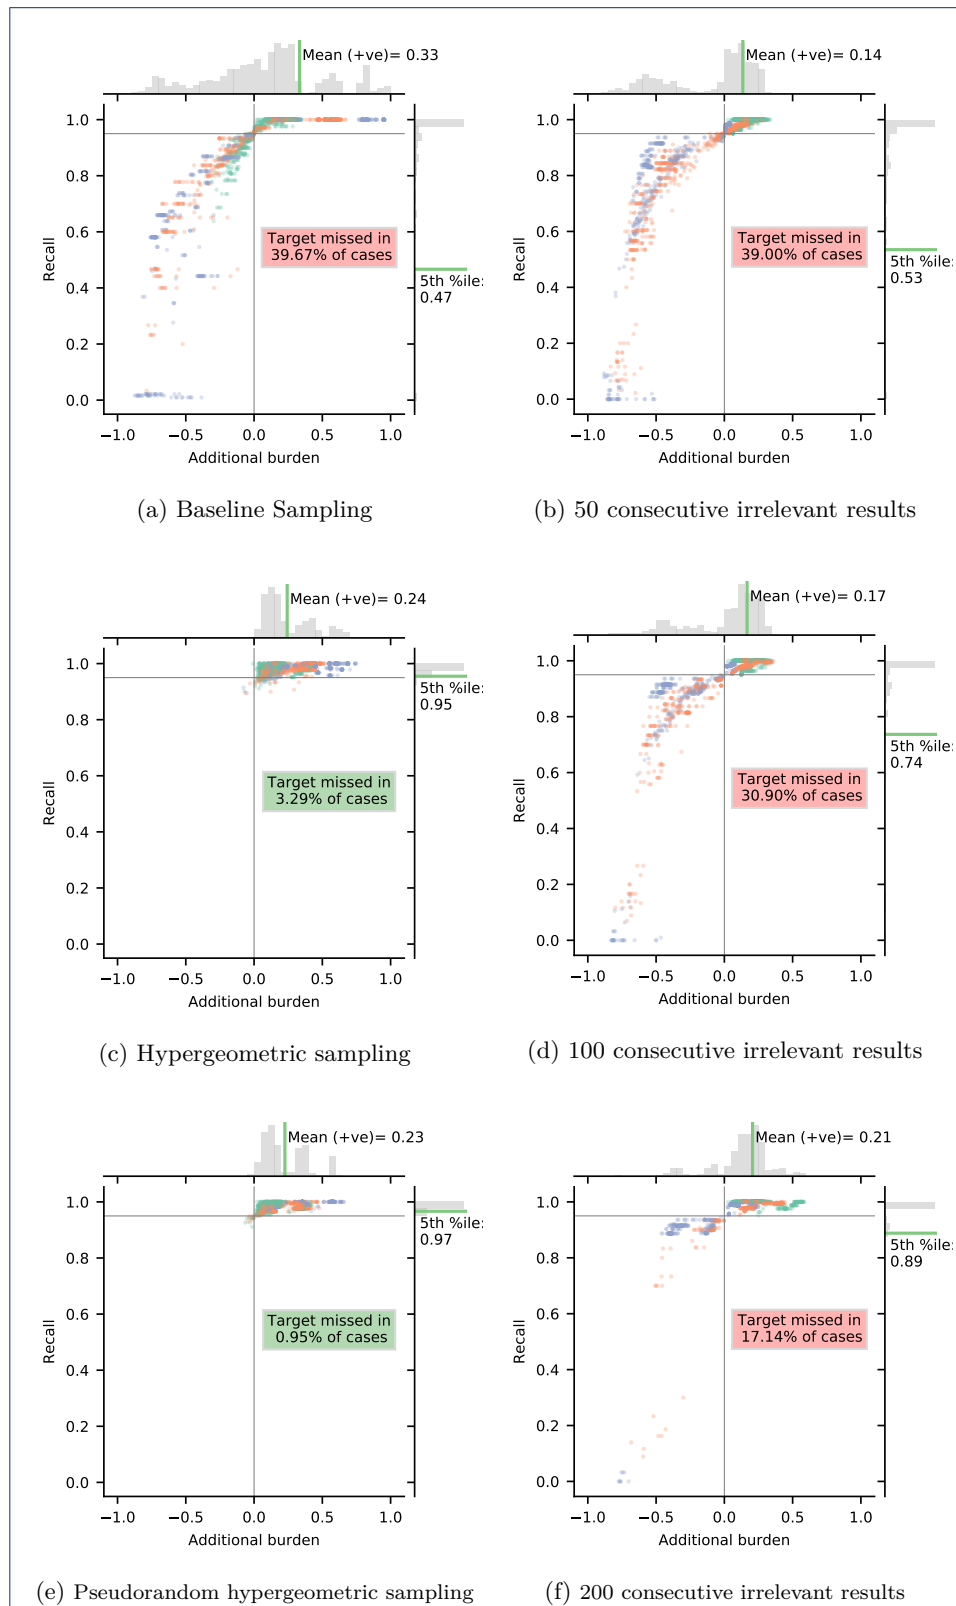 Mean (+ve)= 0.33
1.0
0.8
0.6
0.4
0.2
0.0
Recall
Target missed in
39.67% of cases
5th %ile:
0.47
−1.0 −0.5 0.0 0.5 1.0
Additional burden
(a) Baseline Sampling
Mean (+ve)= 0.14
1.0
0.8
0.6
0.4
0.2
0.0
Recall
Target missed in
39.00% of cases
5th %ile:
0.53
−1.0 −0.5 0.0 0.5 1.0
Additional burden
(b) 50 consecutive irrelevant results
Mean (+ve)= 0.24
1.0
0.8
0.6
0.4
0.2
0.0
Recall
5th %ile:
0.95
Target missed in
3.29% of cases
−1.0 −0.5 0.0 0.5 1.0
Additional burden
(c) Hypergeometric sampling
Mean (+ve)= 0.17
1.0
0.8
0.6
0.4
0.2
0.0
Recall
5th %ile:
0.74
Target missed in
30.90% of cases
−1.0 −0.5 0.0 0.5 1.0
Additional burden
(d) 100 consecutive irrelevant results
Mean (+ve)= 0.23
1.0
0.8
0.6
0.4
0.2
0.0
Recall
5th %ile:
0.97
Target missed in
0.95% of cases
−1.0 −0.5 0.0 0.5 1.0
Additional burden
(e) Pseudorandom hypergeometric sampling
Mean (+ve)= 0.21
1.0
0.8
0.6
0.4
0.2
0.0
Recall
5th %ile:
0.89
Target missed in
17.14% of cases
−1.0 −0.5 0.0 0.5 1.0
Additional burden
(f) 200 consecutive irrelevant results